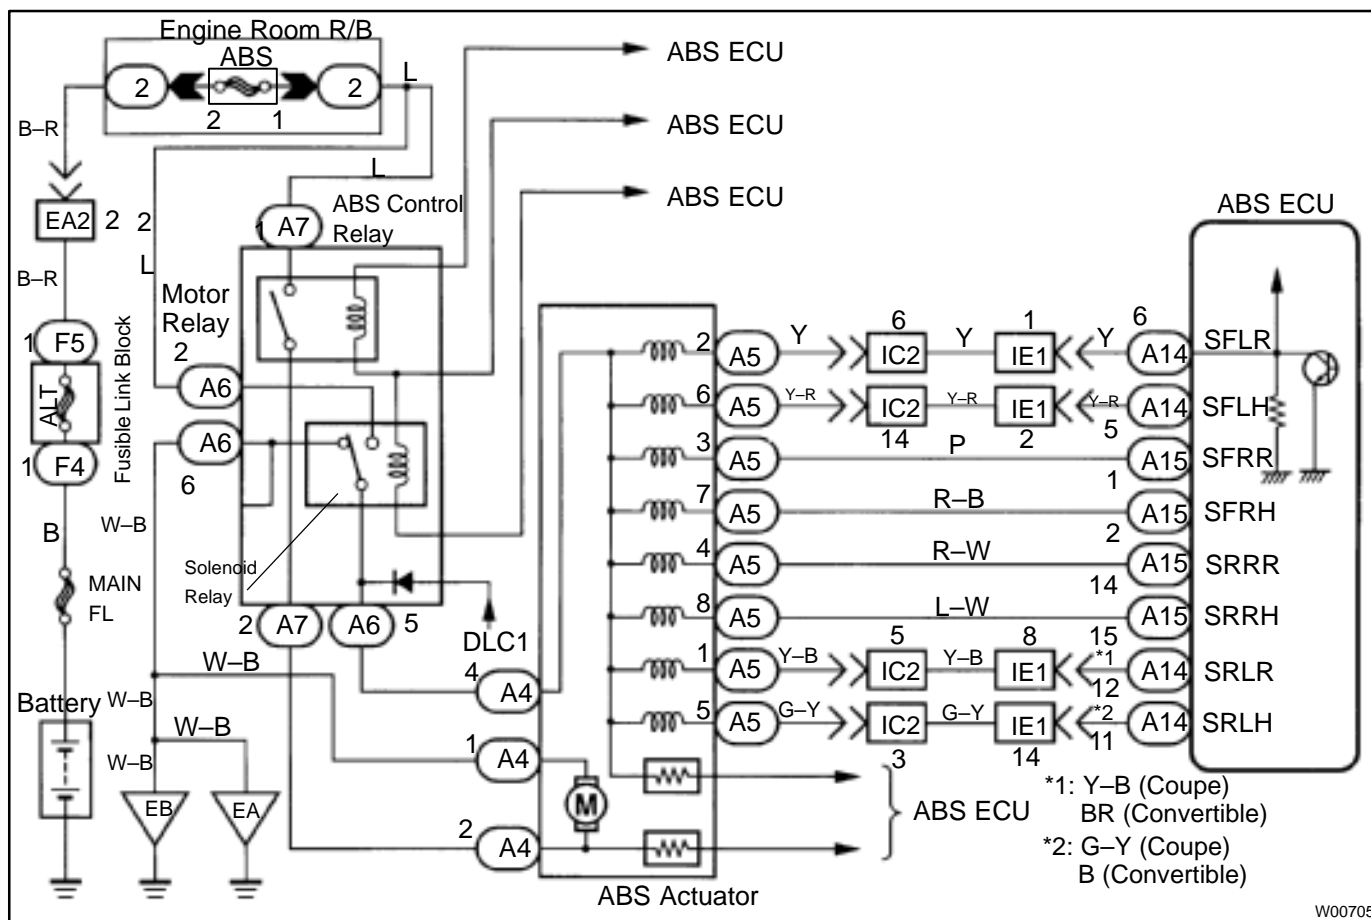 Engine Room R/B
ABS
2
2
2 1
L
B–R
EA2 2
2
L
L
B–R
1 F5
ALT
Fusible Link Block
1 F4
B
MAIN
FL
Battery
ABS ECU
ABS ECU
ABS ECU
1 A7
ABS Control
Relay
Motor
Relay
2
A6
A6
6
W–B
Solenoid
Relay
2 A7
A6 5
DLC1
W–B
W–B
W–B
W–B
EB
EA
4 A4
1 A4
2 A4
M
ABS Actuator
ABS ECU
2 A5 Y 6 IC2 Y 1 IE1 Y 6 A14 SFLR
6 A5 Y–R IC2 14 Y–R IE1 2 Y–R 5 A14 SFLH
3 A5 P 1 A15 SFRR
7 A5 R–B 2 A15 SFRH
4 A5 R–W 14 A15 SRRR
8 A5 L–W 15 A15 SRRH
1 A5 Y–B 5 IC2 Y–B 8 IE1 *1 12 A14 SRLR
5 A5 G–Y IC2 3 G–Y IE1 14 *2 11 A14 SRLH
ABS ECU
*1: Y–B (Coupe)
BR (Convertible)
*2: G–Y (Coupe)
B (Convertible)
W00705